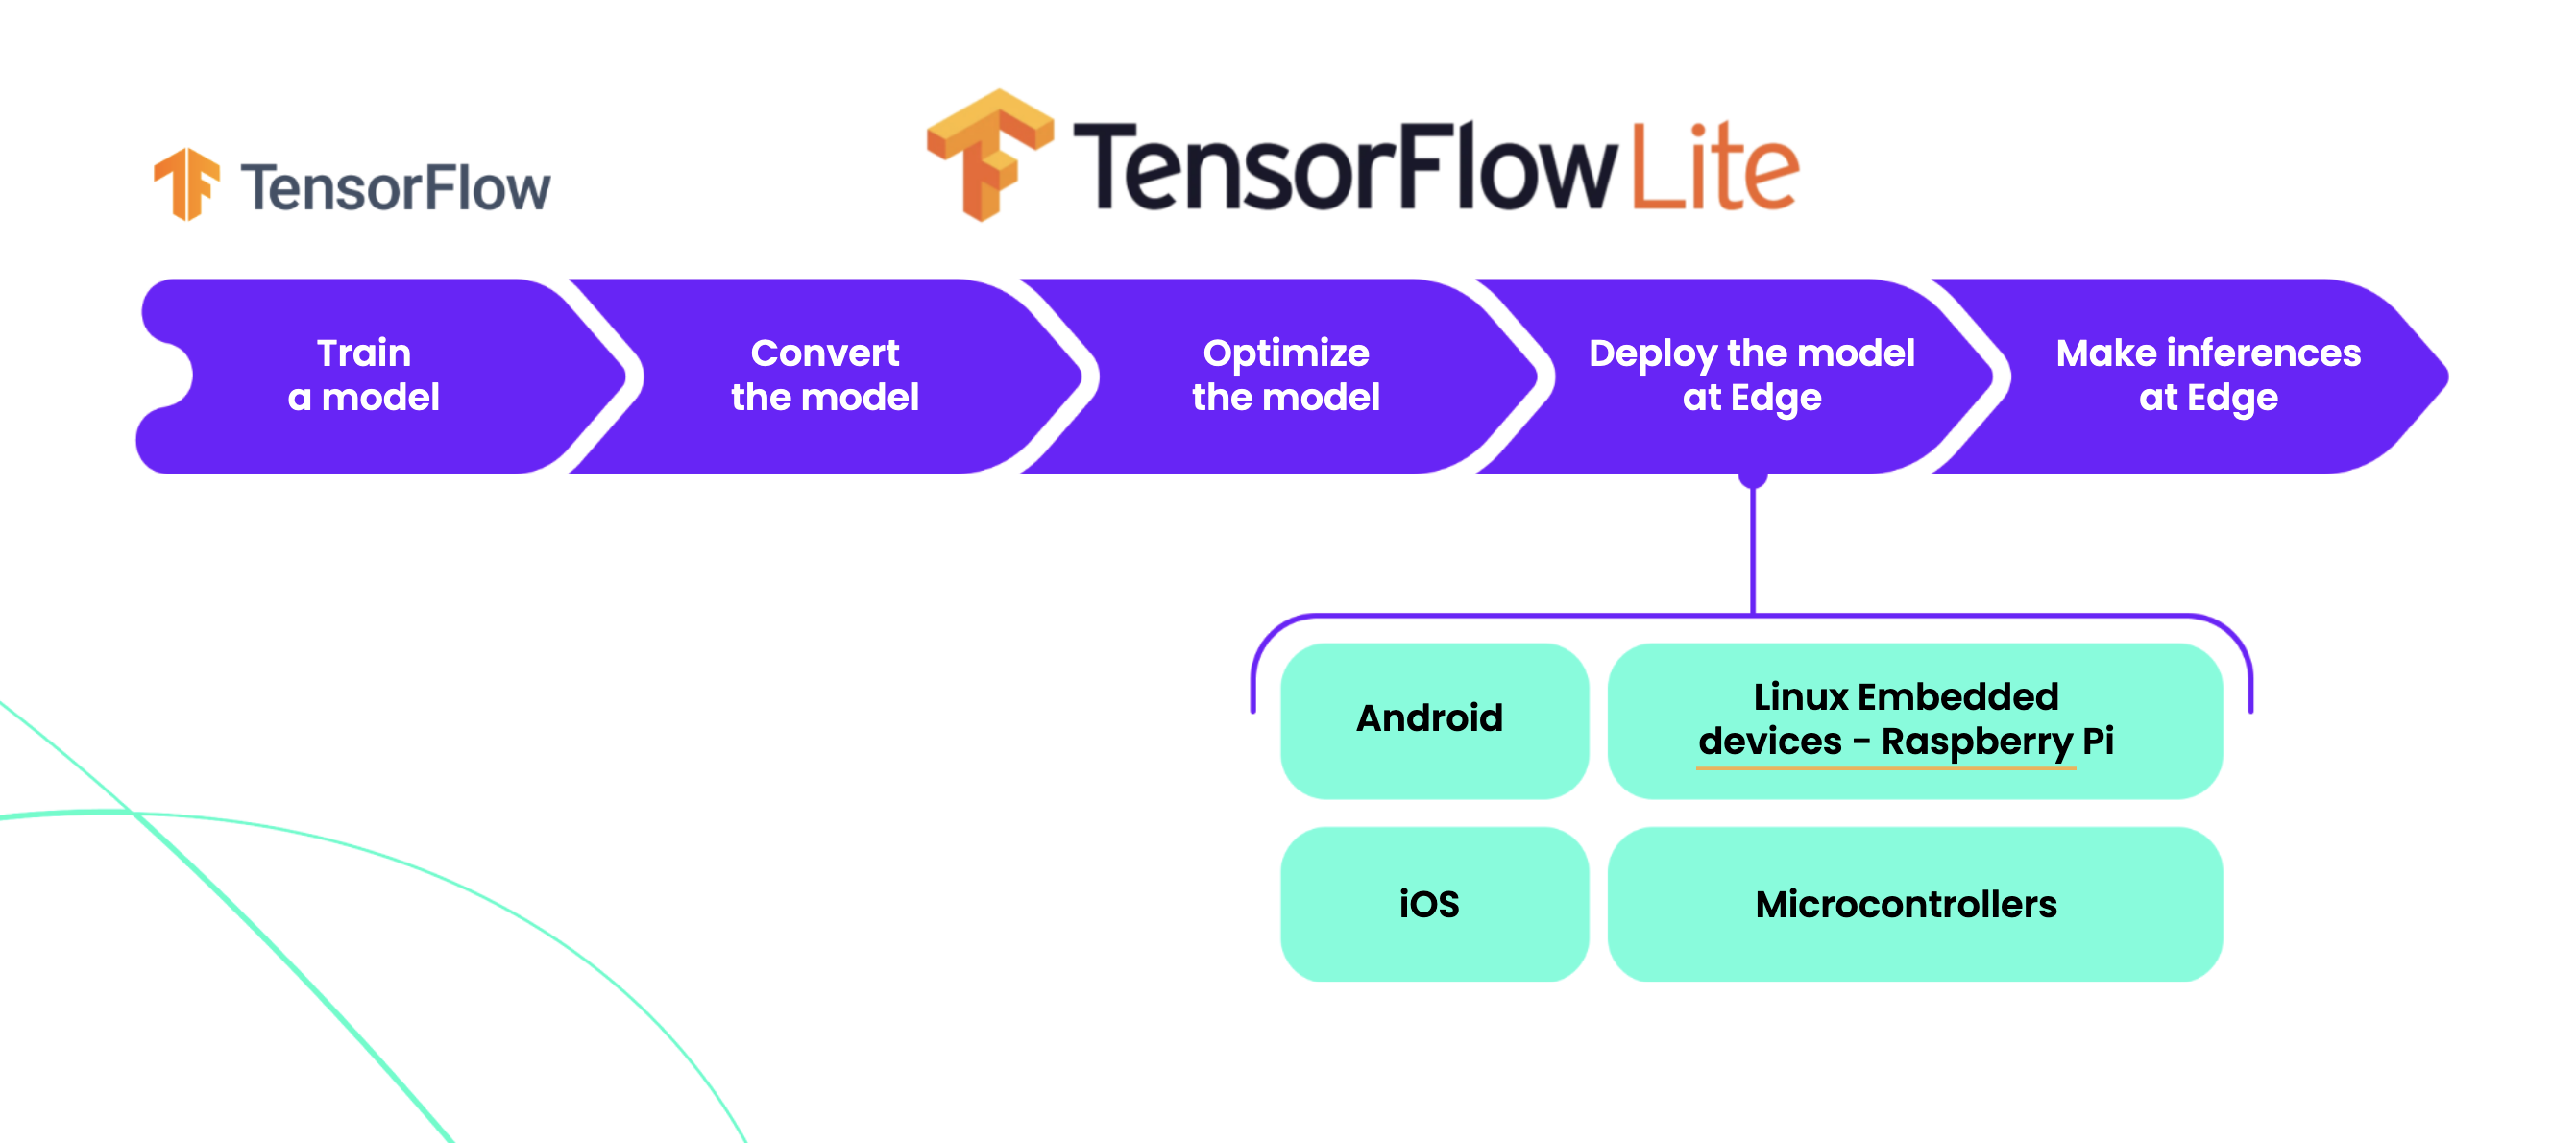 TensorFlow
TensorFlow Lite
Train
a model
Convert
the model
Optimize
the model
Deploy the model
at Edge
Make inferences
at Edge
Android
Linux Embedded
devices - Raspberry Pi
iOS
Microcontrollers